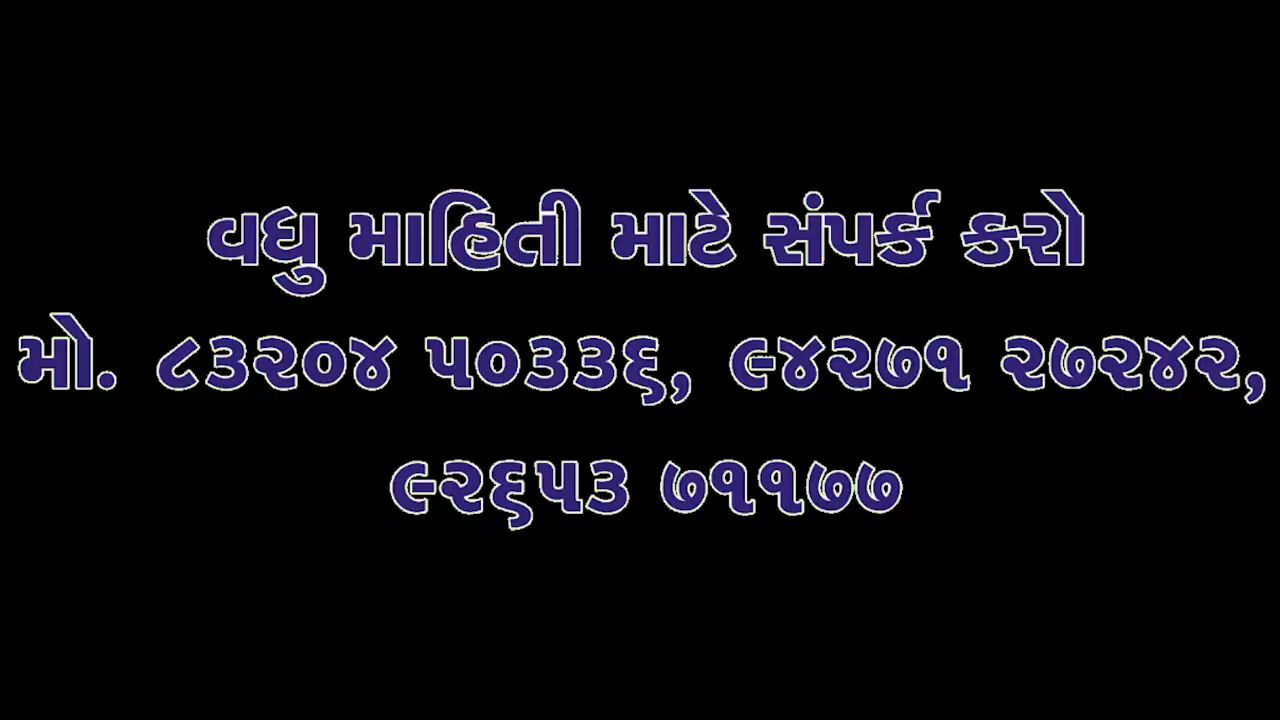 વધુ માહિતી માટે સંપર્ક કરો
મો. ૮૩૨૦૪ ૫૦૩૩૬, ૯૪૨૭૧ ૨૭૨૪૨,
૯૨૬૫૩ ૭૧૧૭૭